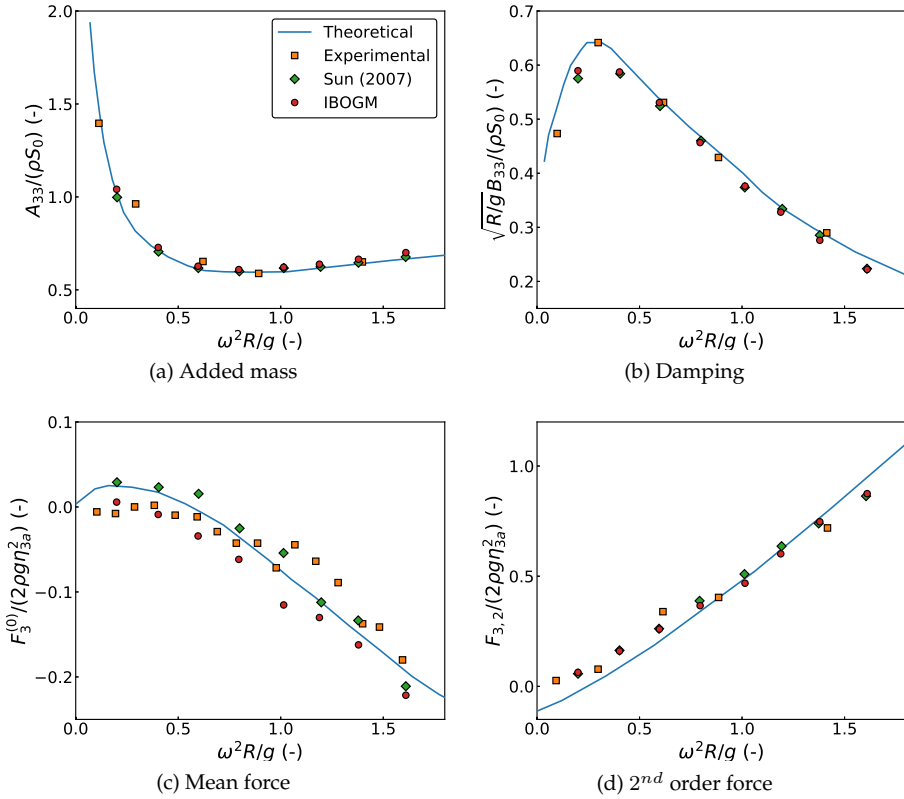 2.0
1.5
1.0
0.5
A₃₃/(ρS₀) (-)
Theoretical
Experimental
Sun (2007)
IBOGM
0.0 0.5 1.0 1.5
ω²R/g (-)
(a) Added mass
0.7
0.6
0.5
0.4
0.3
0.2
√R/g B₃₃/(ρS₀) (-)
0.0 0.5 1.0 1.5
ω²R/g (-)
(b) Damping
0.1
0.0
−0.1
−0.2
F₃⁽⁰⁾/(2ρgη²₃ₐ) (-)
0.0 0.5 1.0 1.5
ω²R/g (-)
(c) Mean force
1.0
0.5
0.0
F₃,₂/(2ρgη²₃ₐ) (-)
0.0 0.5 1.0 1.5
ω²R/g (-)
(d) 2ⁿᵈ order force